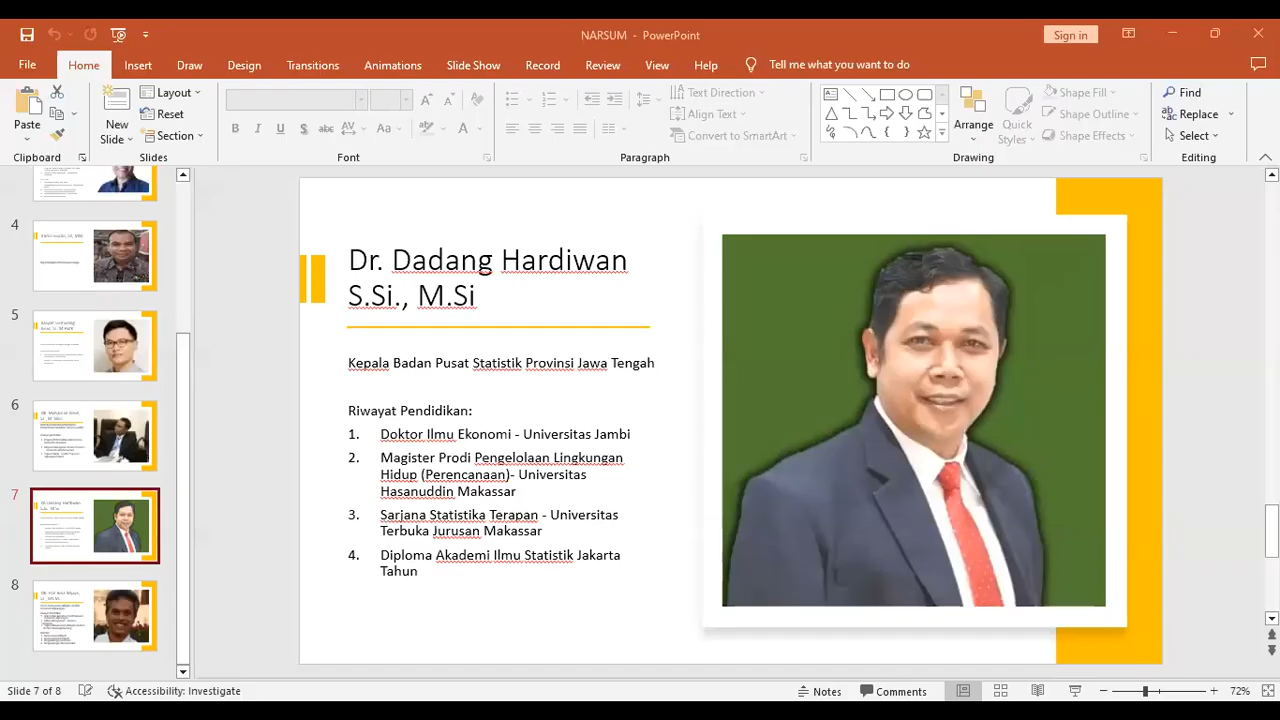 NARSUM - PowerPoint
Sign in
File
Home
Insert
Draw
Design
Transitions
Animations
Slide Show
Record
Review
View
Help
Tell me what you want to do
Paste
Clipboard
New
Slide
Layout
Reset
Section
Slides
B I U S abc AV Aa A
Font
Text Direction
Align Text
Convert to SmartArt
Paragraph
Arrange
Quick
Styles
Shape Fill
Shape Outline
Shape Effects
Drawing
Find
Replace
Select
Editing
4
5
6
7
8
Dr. Dadang Hardiwan
S.Si., M.Si
Kepala Badan Pusat Statistik Provinsi Jawa Tengah
Riwayat Pendidikan:
1. Doktor Ilmu Ekonomi - Universitas Jambi
2. Magister Prodi Pengelolaan Lingkungan
Hidup (Perencanaan)- Universitas
Hasanuddin Makassar
3. Sarjana Statistika Terapan - Universitas
Terbuka Jurusan Makassar
4. Diploma Akademi Ilmu Statistik Jakarta
Tahun
Slide 7 of 8
Accessibility: Investigate
Notes
Comments
72%